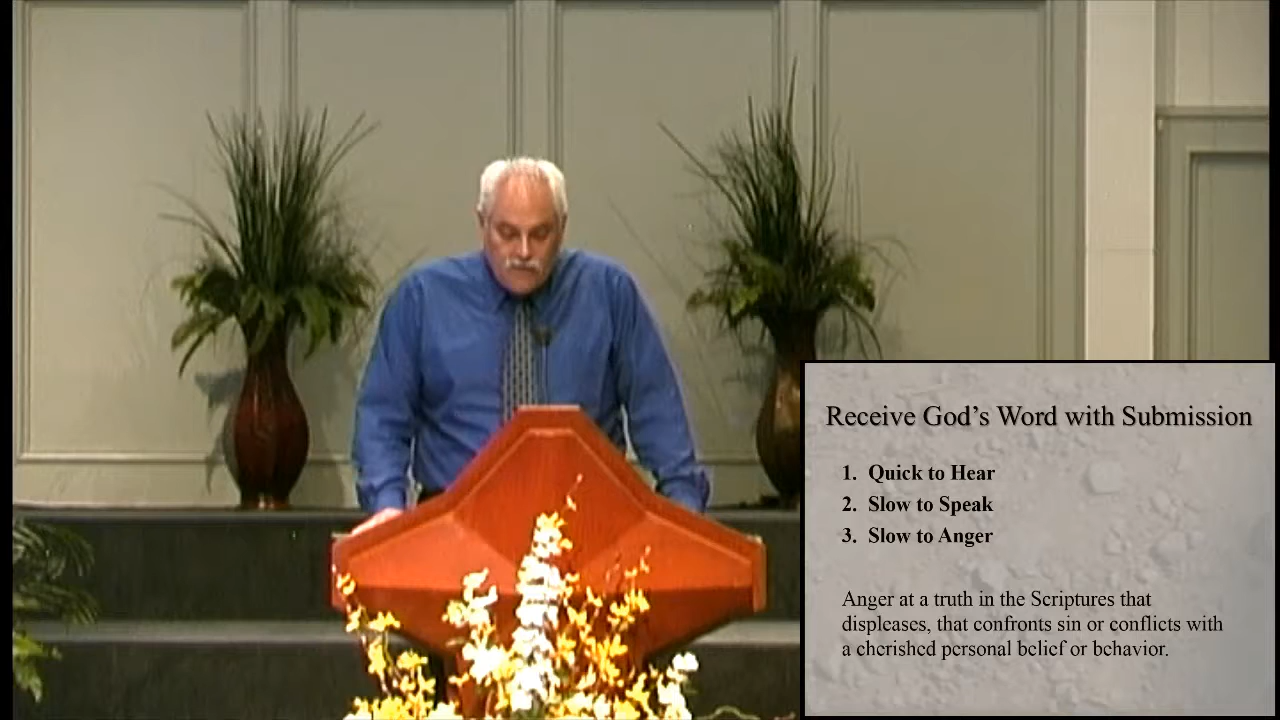 Receive God's Word with Submission
1. Quick to Hear
2. Slow to Speak
3. Slow to Anger
Anger at a truth in the Scriptures that
displeases, that confronts sin or conflicts with
a cherished personal belief or behavior.